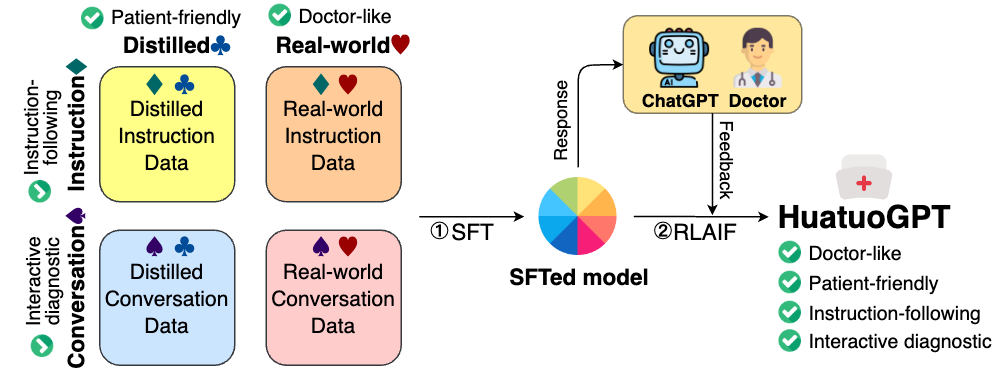 Patient-friendly
Doctor-like
Distilled♣
Real-world♥
Instruction-
following
Instruction♦
♦ ♣
Distilled
Instruction
Data
♦ ♥
Real-world
Instruction
Data
Interactive
diagnostic
Conversation♠
♠ ♣
Distilled
Conversation
Data
♠ ♥
Real-world
Conversation
Data
①SFT
SFTed model
Response
AI
ChatGPT Doctor
Feedback
②RLAIF
HuatuoGPT
Doctor-like
Patient-friendly
Instruction-following
Interactive diagnostic